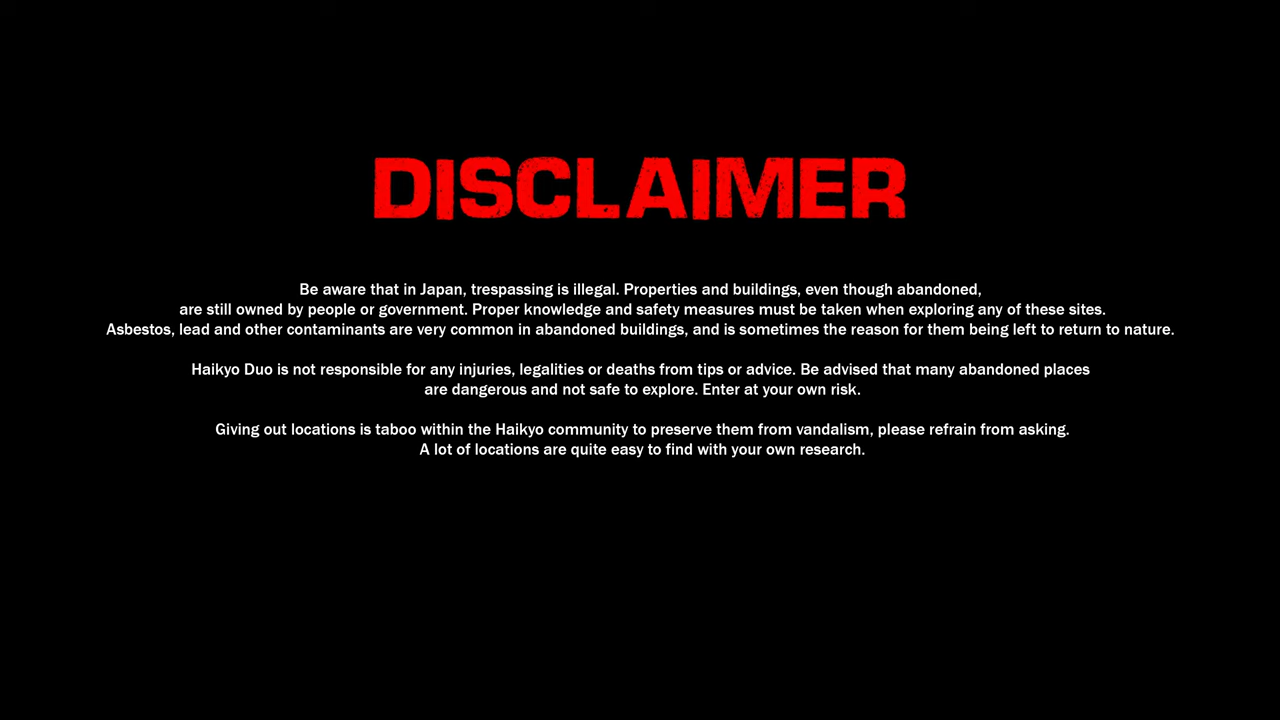 DISCLAIMER
Be aware that in Japan, trespassing is illegal. Properties and buildings, even though abandoned,
are still owned by people or government. Proper knowledge and safety measures must be taken when exploring any of these sites.
Asbestos, lead and other contaminants are very common in abandoned buildings, and is sometimes the reason for them being left to return to nature.
Haikyo Duo is not responsible for any injuries, legalities or deaths from tips or advice. Be advised that many abandoned places
are dangerous and not safe to explore. Enter at your own risk.
Giving out locations is taboo within the Haikyo community to preserve them from vandalism, please refrain from asking.
A lot of locations are quite easy to find with your own research.